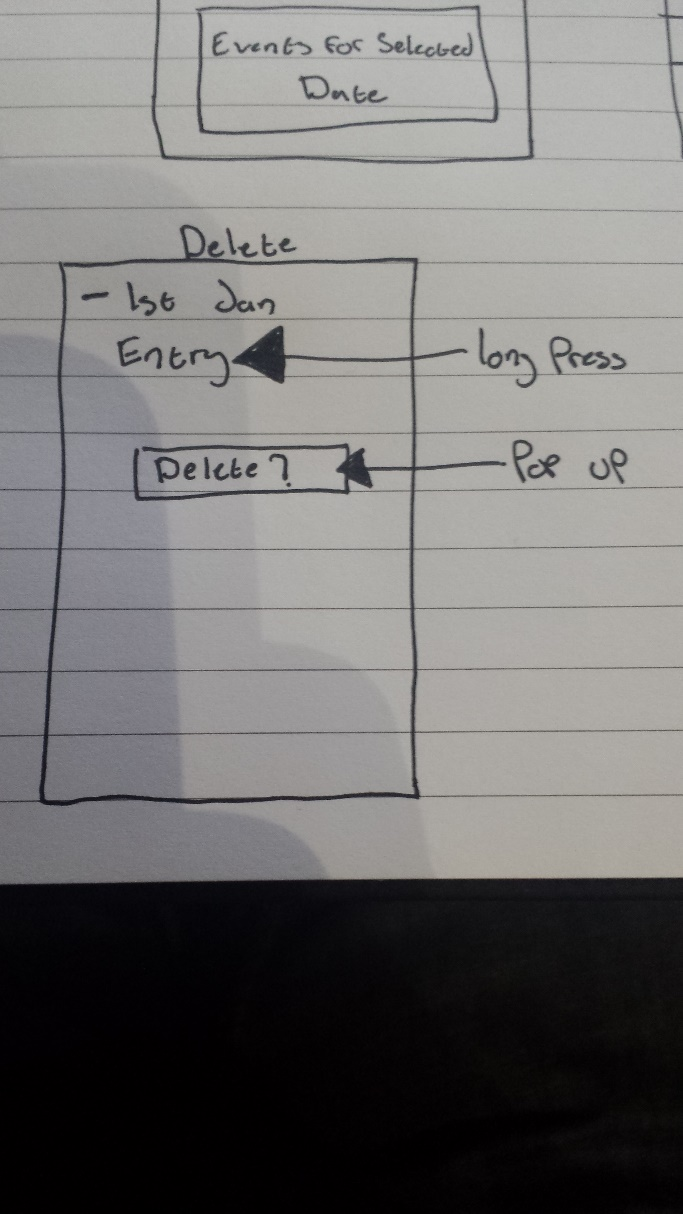 Events for Selected
Date
Delete
- 1st Jan
Entry
long Press
Delete?
Pop up